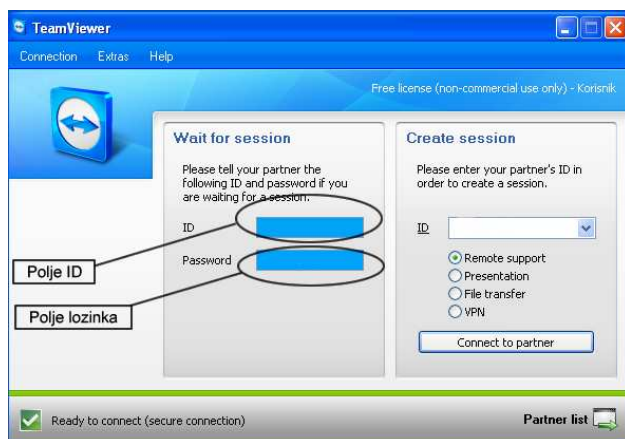 TeamViewer
Connection Extras Help
Free license (non-commercial use only) - Korisnik
Wait for session
Please tell your partner the
following ID and password if you
are waiting for a session.
ID
Password
Polje ID
Polje lozinka
Create session
Please enter your partner's ID in
order to create a session.
ID
Remote support
Presentation
File transfer
VPN
Connect to partner
Ready to connect (secure connection)
Partner list